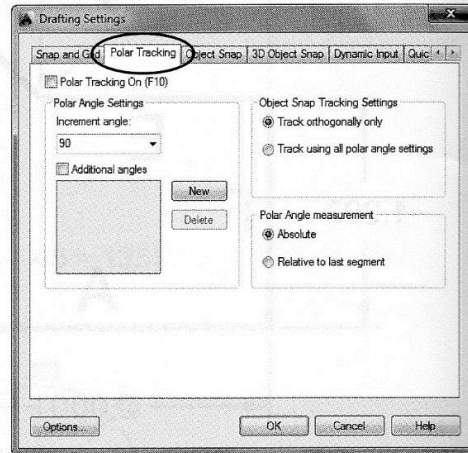 Drafting Settings
Snap and Grid
Polar Tracking
Object Snap
3D Object Snap
Dynamic Input
Quic
Polar Tracking On (F10)
Polar Angle Settings
Increment angle:
90
Additional angles
New
Delete
Object Snap Tracking Settings
Track orthogonally only
Track using all polar angle settings
Polar Angle measurement
Absolute
Relative to last segment
Options...
OK
Cancel
Help